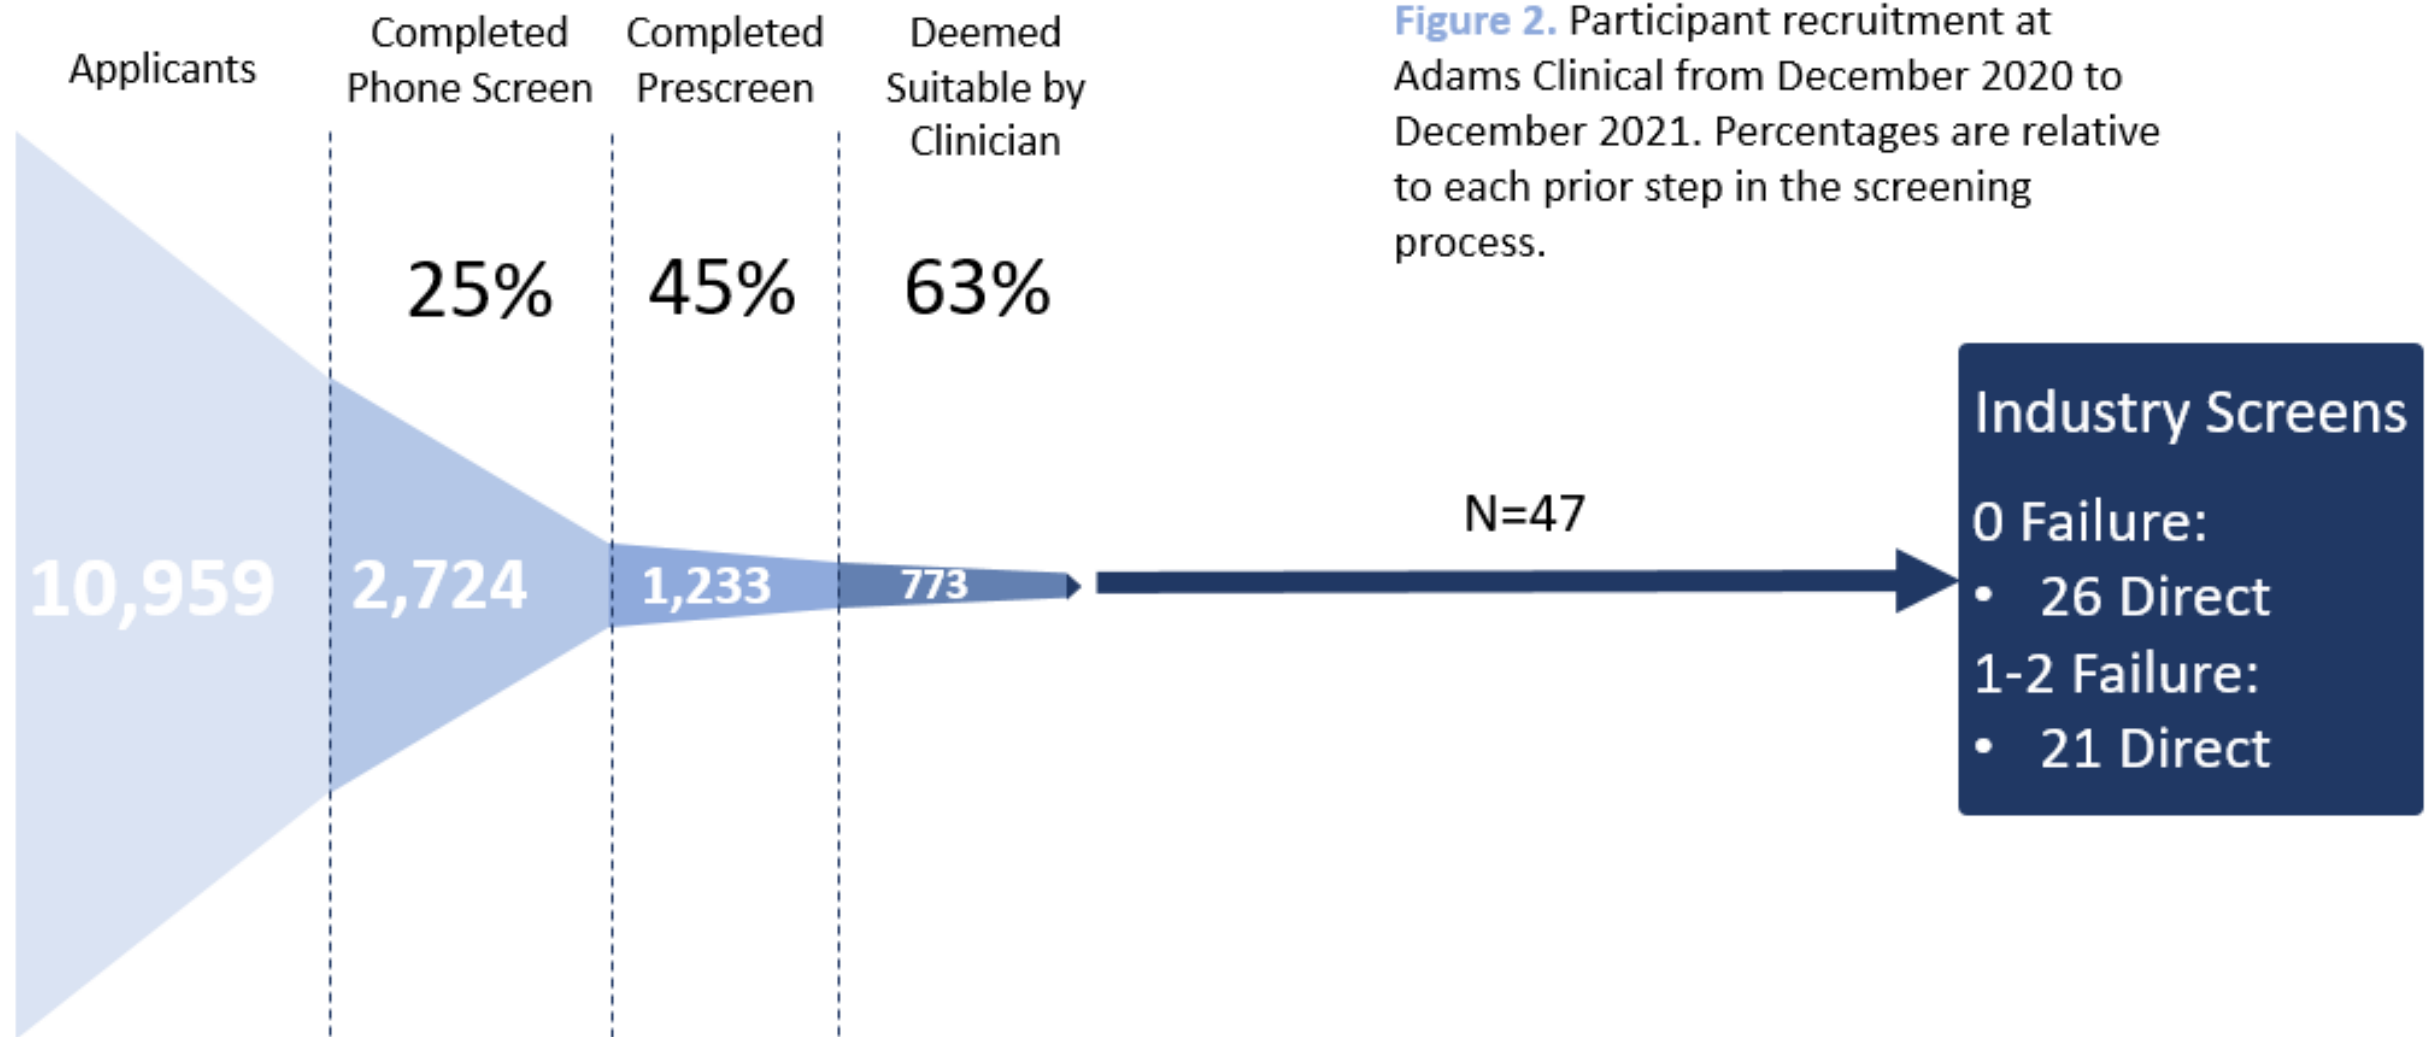 Applicants
Completed
Phone Screen
Completed
Prescreen
Deemed
Suitable by
Clinician
Figure 2. Participant recruitment at
Adams Clinical from December 2020 to
December 2021. Percentages are relative
to each prior step in the screening
process.
25%
45%
63%
10,959
2,724
1,233
773
N=47
Industry Screens
0 Failure:
• 26 Direct
1-2 Failure:
• 21 Direct